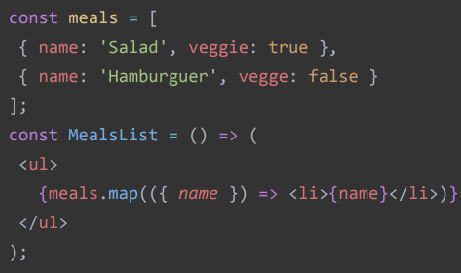 const meals = [
{ name: 'Salad', veggie: true },
{ name: 'Hamburguer', vegge: false }
];
const MealsList = () => (
<ul>
{meals.map(({ name }) => <li>{name}</li>)}
</ul>
);